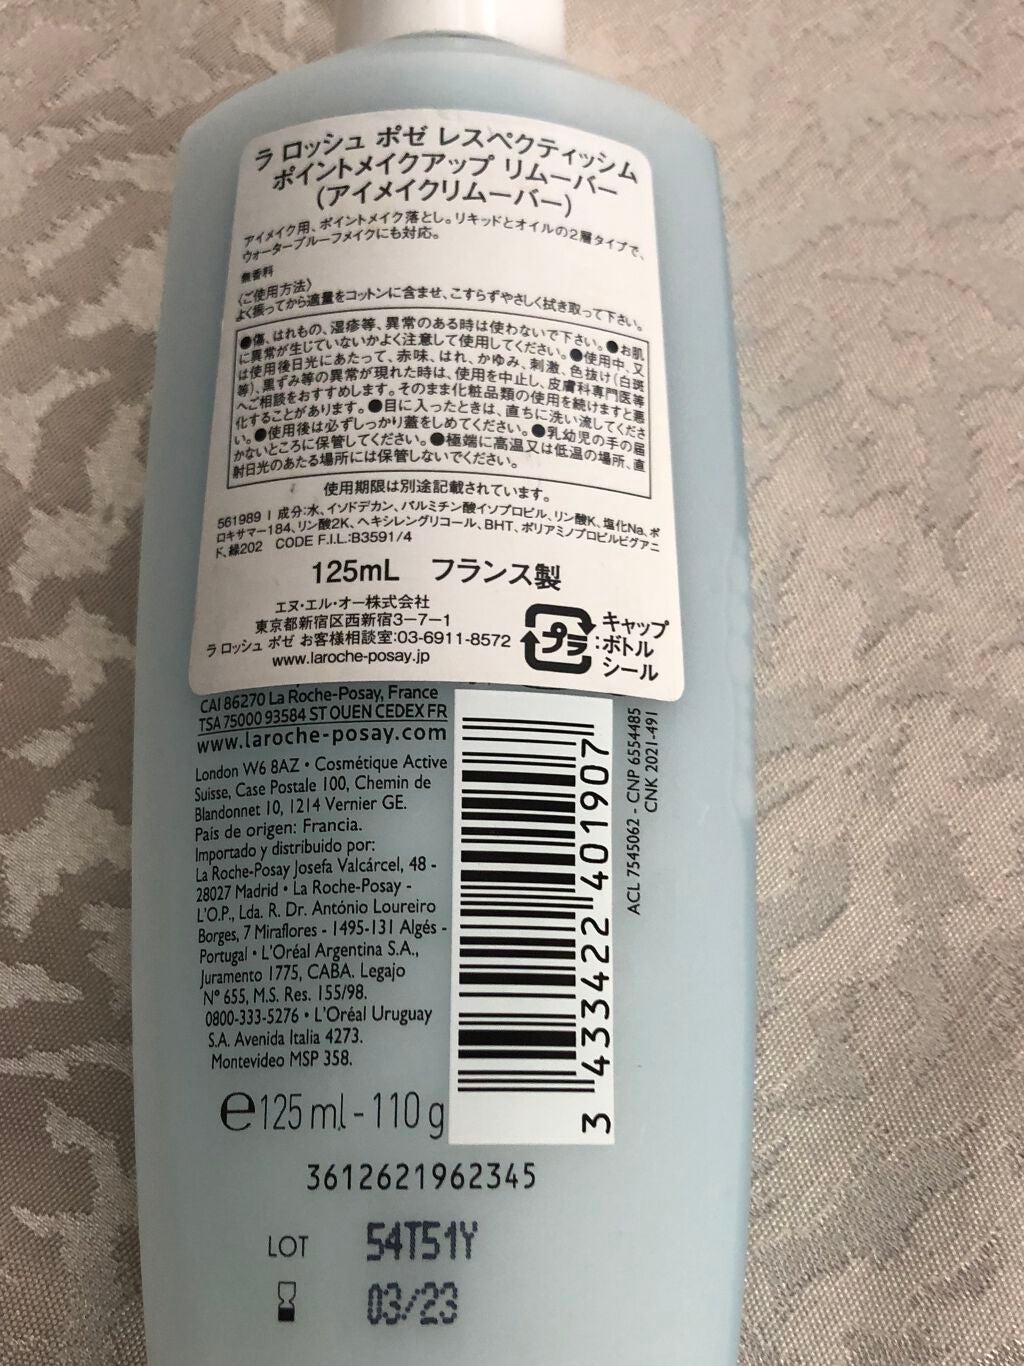 ラ ロッシュ ポゼ レスペクティッシム
ポイントメイクアップ リムーバー
(アイメイクリムーバー)
アイメイク用、ポイントメイク落とし。リキッドとオイルの2層タイプで、
ウォータープルーフメイクにも対応。
無香料
〈ご使用方法〉
よく振ってから適量をコットンに含ませ、こすらずやさしく拭き取って下さい。
●傷、はれもの、湿疹等、異常のある時は使わないで下さい。●お肌
に異常が生じていないかよく注意して使用してください。●使用中、又
は使用後日光にあたって、赤味、はれ、かゆみ、刺激、色抜け(白斑
等)、黒ずみ等の異常が現れた時は、使用を中止し、皮膚科専門医等
へご相談をおすすめします。そのまま化粧品類の使用を続けますと悪
化することがあります。●目に入ったときは、直ちに洗い流してくださ
い。●使用後は必ずしっかり蓋をしめてください。●乳幼児の手の届
かないところに保管してください。●極端に高温又は低温の場所、直
射日光のあたる場所には保管しないでください。
使用期限は別途記載されています。
561989 I 成分:水、イソドデカン、パルミチン酸イソプロピル、リン酸K、塩化Na、ポ
ロキサマー184、リン酸2K、ヘキシレングリコール、BHT、ポリアミノプロピルビグアニ
ド、緑202 CODE F.I.L.:B3591/4
125mL フランス製
エヌ・エル・オー株式会社
東京都新宿区西新宿3-7-1
ラ ロッシュ ポゼ お客様相談室:03-6911-8572
www.laroche-posay.jp
プラ
キャップ
:ボトル
シール
CAI 86270 La Roche-Posay, France
TSA 75000 93584 ST OUEN CEDEX FR
www.laroche-posay.com
London W6 8AZ • Cosmétique Active
Suisse, Case Postale 100, Chemin de
Blandonnet 10, 1214 Vernier GE.
País de origen: Francia.
Importado y distribuido por:
La Roche-Posay Josefa Valcárcel, 48 -
28027 Madrid • La Roche-Posay -
L'O.P., Lda. R. Dr. António Loureiro
Borges, 7 Miraflores - 1495-131 Algés -
Portugal • L'Oréal Argentina S.A.,
Juramento 1775, CABA. Legajo
N° 655, M.S. Res. 155/98.
0800-333-5276 • L'Oréal Uruguay
S.A. Avenida Italia 4273.
Montevideo MSP 358.
℮125 ml - 110 g
3 433422 401907
ACL 7545062 - CNP 6554485
CNK 2021-491
3612621962345
LOT 54T51Y
03/23